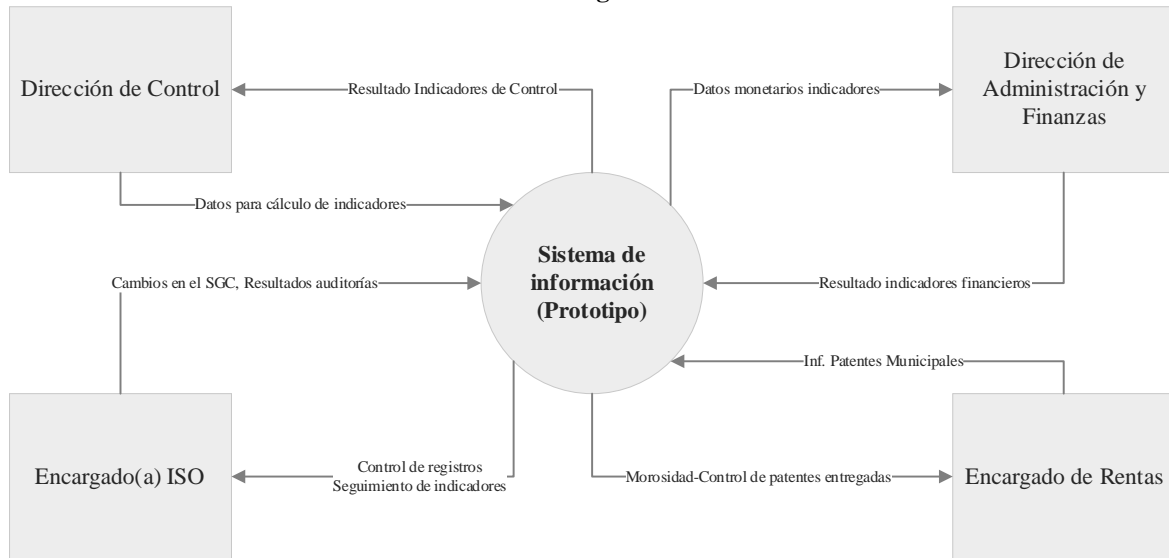 Dirección de Control
Resultado Indicadores de Control
Datos monetarios indicadores
Dirección de
Administración y
Finanzas
Datos para cálculo de indicadores
Sistema de
información
(Prototipo)
Cambios en el SGC, Resultados auditorías
Resultado indicadores financieros
Inf. Patentes Municipales
Encargado(a) ISO
Control de registros
Seguimiento de indicadores
Morosidad-Control de patentes entregadas
Encargado de Rentas